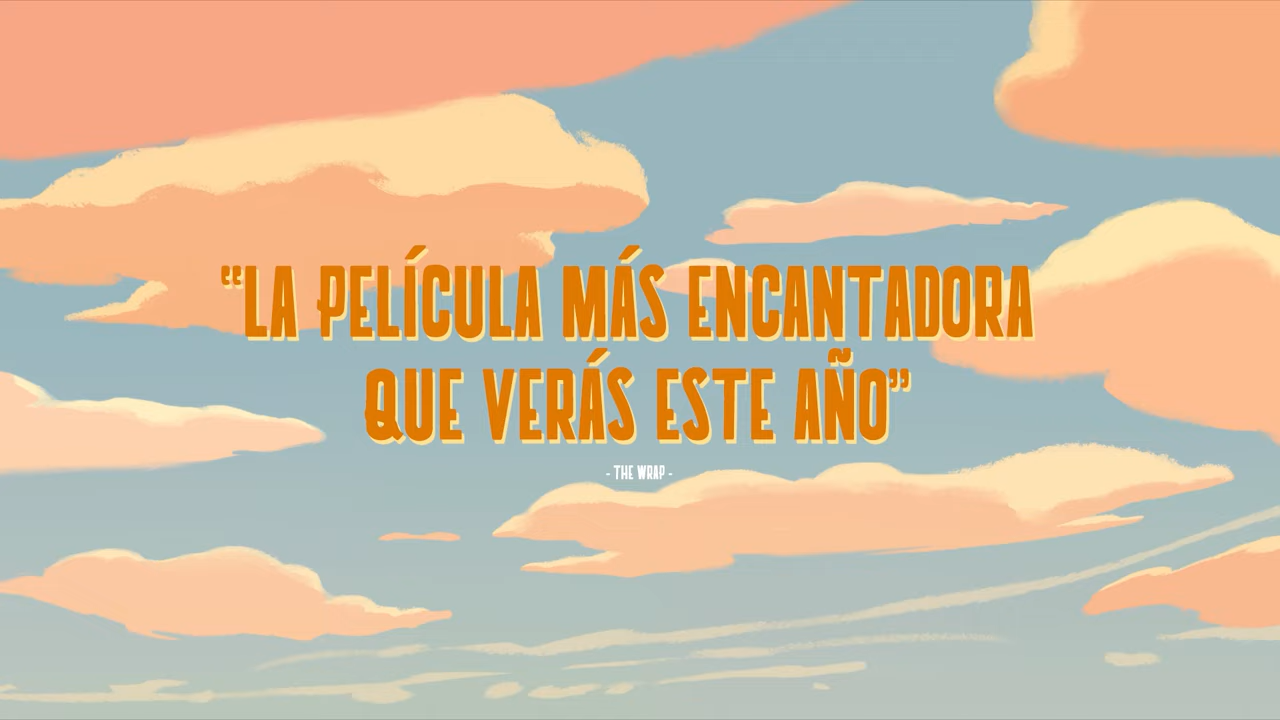 “LA PELÍCULA MÁS ENCANTADORA
QUE VERÁS ESTE AÑO”
- THE WRAP -